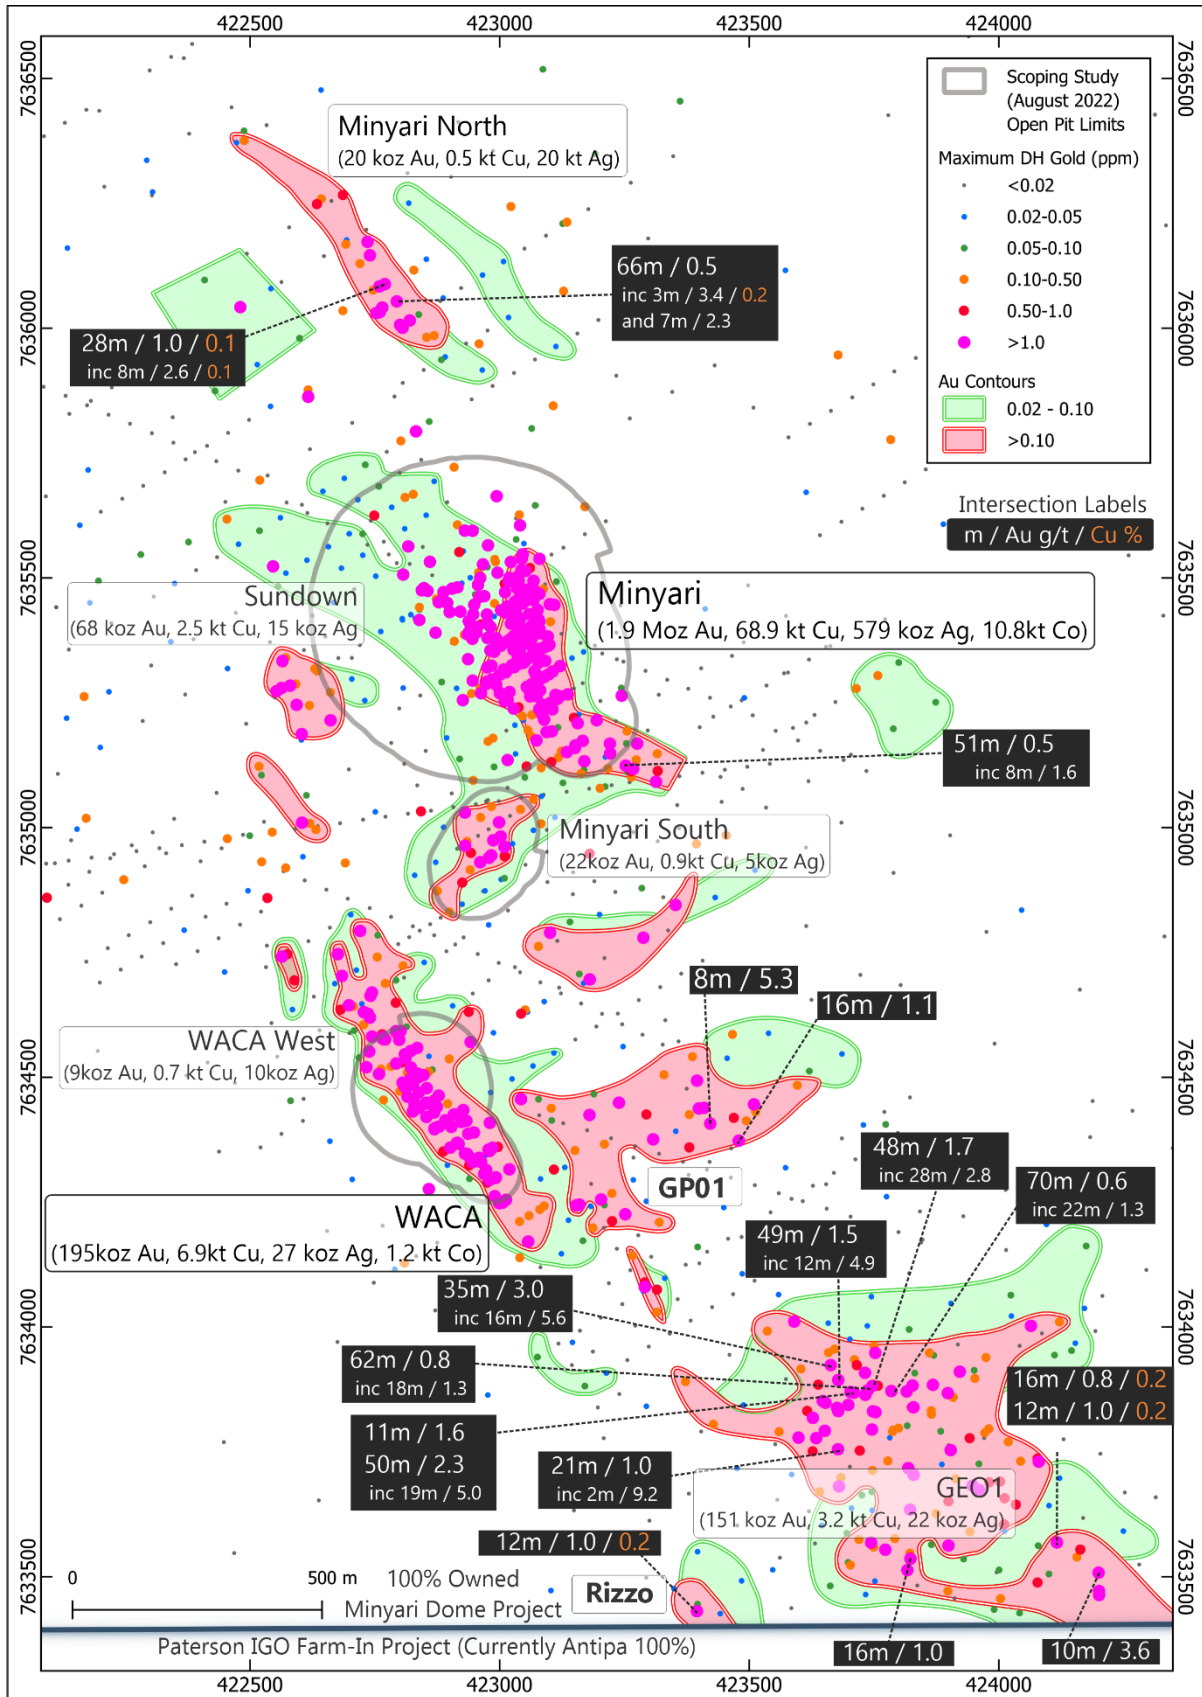 422500 423000 423500 424000
7636500
7636500
Scoping Study
(August 2022)
Open Pit Limits
Maximum DH Gold (ppm)
<0.02
0.02-0.05
0.05-0.10
0.10-0.50
0.50-1.0
>1.0
Au Contours
0.02 - 0.10
>0.10
Minyari North
(20 koz Au, 0.5 kt Cu, 20 kt Ag)
66m / 0.5
inc 3m / 3.4 / 0.2
and 7m / 2.3
28m / 1.0 / 0.1
inc 8m / 2.6 / 0.1
7636000
7636000
Intersection Labels
m / Au g/t / Cu %
7635500
7635500
Sundown
(68 koz Au, 2.5 kt Cu, 15 koz Ag
Minyari
(1.9 Moz Au, 68.9 kt Cu, 579 koz Ag, 10.8kt Co)
51m / 0.5
inc 8m / 1.6
7635000
7635000
Minyari South
(22koz Au, 0.9kt Cu, 5koz Ag)
8m / 5.3
16m / 1.1
WACA West
(9koz Au, 0.7 kt Cu, 10koz Ag)
7634500
7634500
48m / 1.7
inc 28m / 2.8
GP01
70m / 0.6
inc 22m / 1.3
WACA
(195koz Au, 6.9kt Cu, 27 koz Ag, 1.2 kt Co)
49m / 1.5
inc 12m / 4.9
35m / 3.0
inc 16m / 5.6
7634000
7634000
62m / 0.8
inc 18m / 1.3
16m / 0.8 / 0.2
12m / 1.0 / 0.2
11m / 1.6
50m / 2.3
inc 19m / 5.0
21m / 1.0
inc 2m / 9.2
GEO1
(151 koz Au, 3.2 kt Cu, 22 koz Ag)
12m / 1.0 / 0.2
7633500
7633500
0 500 m
100% Owned
Minyari Dome Project
Rizzo
Paterson IGO Farm-In Project (Currently Antipa 100%)
16m / 1.0
10m / 3.6
422500 423000 423500 424000